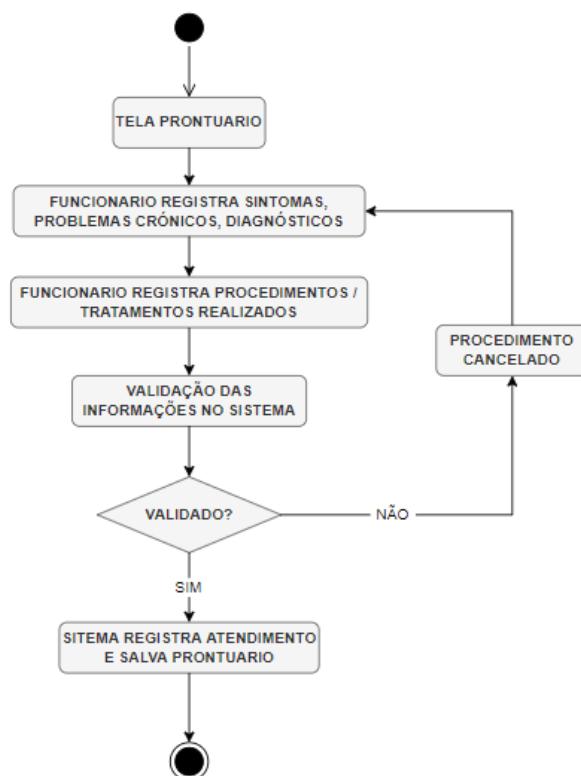 TELA PRONTUARIO
FUNCIONARIO REGISTRA SINTOMAS,
PROBLEMAS CRÓNICOS, DIAGNÓSTICOS
FUNCIONARIO REGISTRA PROCEDIMENTOS /
TRATAMENTOS REALIZADOS
PROCEDIMENTO
CANCELADO
VALIDAÇÃO DAS
INFORMAÇÕES NO SISTEMA
VALIDADO?
NÃO
SIM
SITEMA REGISTRA ATENDIMENTO
E SALVA PRONTUARIO